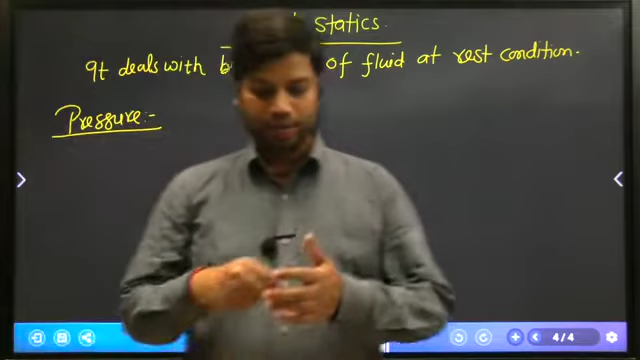 Statics
It deals with of fluid at rest condition.
Pressure:-
4/4